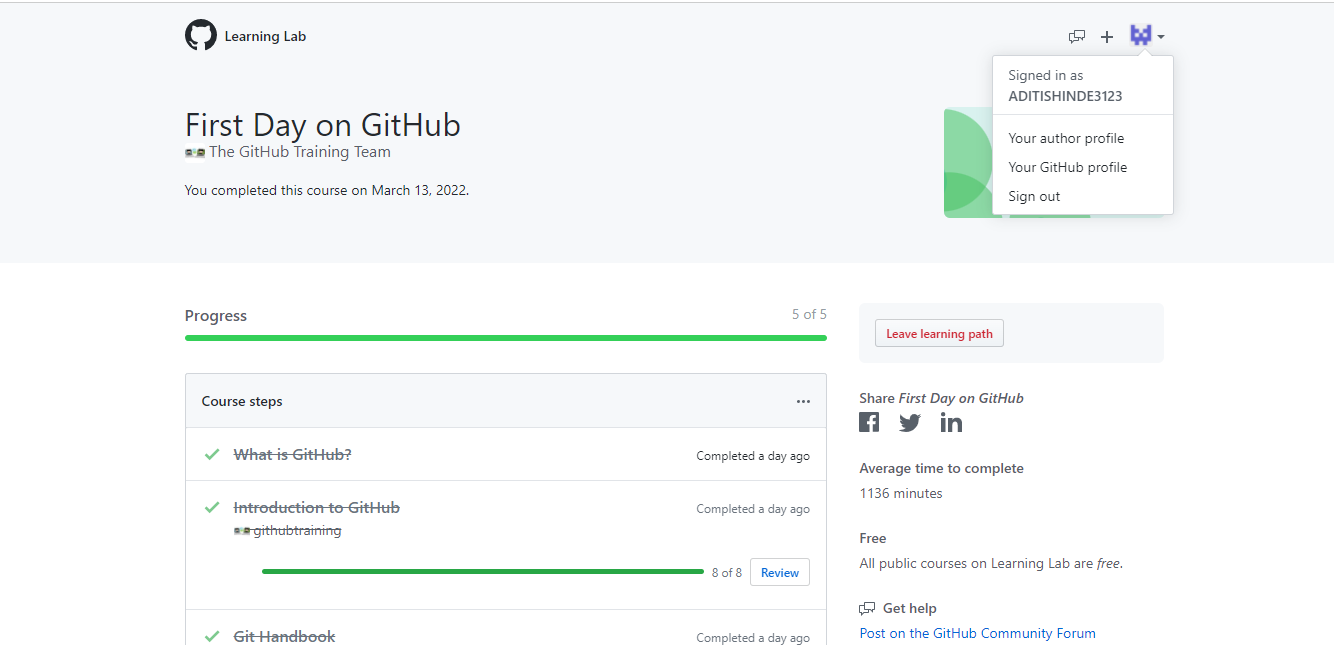 Learning Lab
Signed in as
ADITISHINDE3123
Your author profile
Your GitHub profile
Sign out
First Day on GitHub
The GitHub Training Team
You completed this course on March 13, 2022.
Progress
5 of 5
Course steps
What is GitHub?
Completed a day ago
Introduction to GitHub
Completed a day ago
githubtraining
8 of 8
Review
Git Handbook
Completed a day ago
Leave learning path
Share First Day on GitHub
Average time to complete
1136 minutes
Free
All public courses on Learning Lab are free.
Get help
Post on the GitHub Community Forum